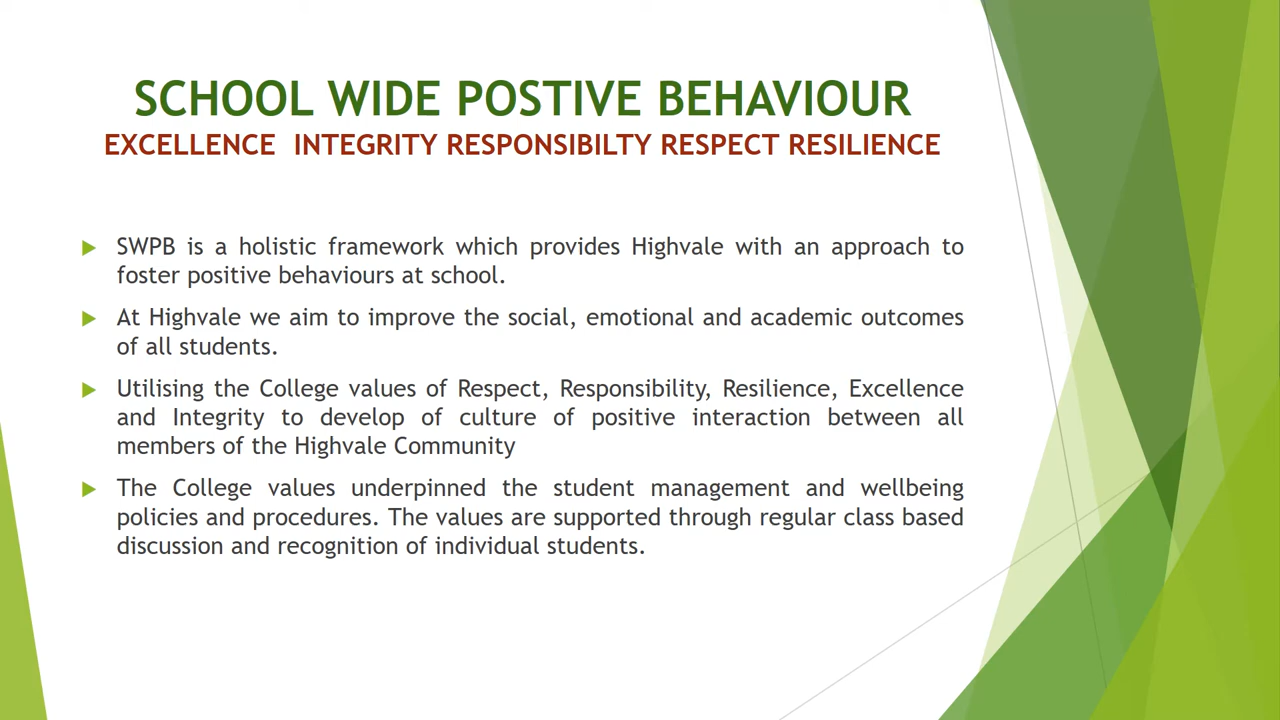 SCHOOL WIDE POSTIVE BEHAVIOUR
EXCELLENCE  INTEGRITY RESPONSIBILTY RESPECT RESILIENCE
SWPB is a holistic framework which provides Highvale with an approach to
foster positive behaviours at school.
At Highvale we aim to improve the social, emotional and academic outcomes
of all students.
Utilising the College values of Respect, Responsibility, Resilience, Excellence
and Integrity to develop of culture of positive interaction between all
members of the Highvale Community
The College values underpinned the student management and wellbeing
policies and procedures. The values are supported through regular class based
discussion and recognition of individual students.